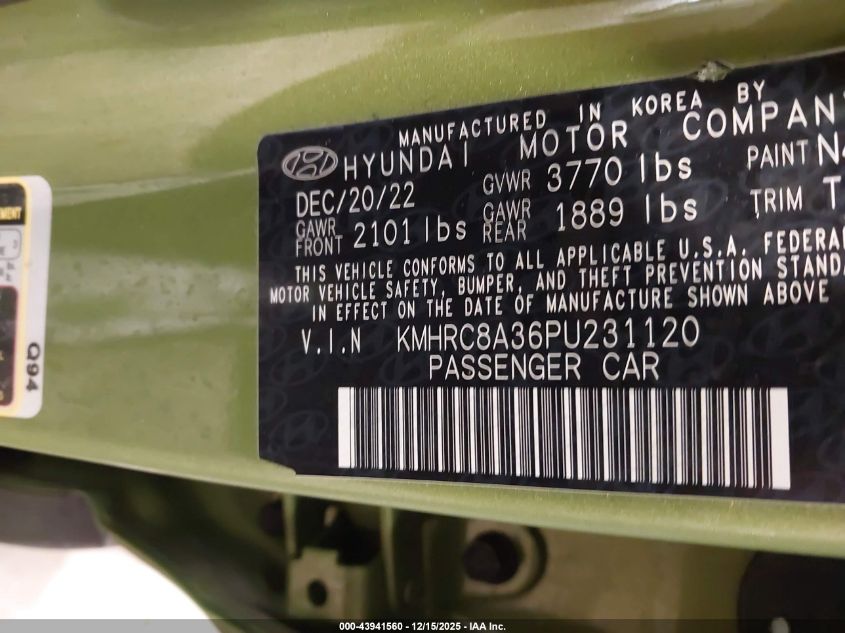 MANUFACTURED IN KOREA BY
HYUNDAI MOTOR COMPANY
DEC/20/22 GVWR 3770 lbs PAINT N4
GAWR FRONT 2101 lbs GAWR REAR 1889 lbs TRIM T
THIS VEHICLE CONFORMS TO ALL APPLICABLE U.S.A. FEDERAL
MOTOR VEHICLE SAFETY, BUMPER, AND THEFT PREVENTION STANDA
IN EFFECT ON THE DATE OF MANUFACTURE SHOWN ABOVE
V.I.N KMHRC8A36PU231120
PASSENGER CAR
Q94
000-43941560 - 12/15/2025 - IAA Inc.